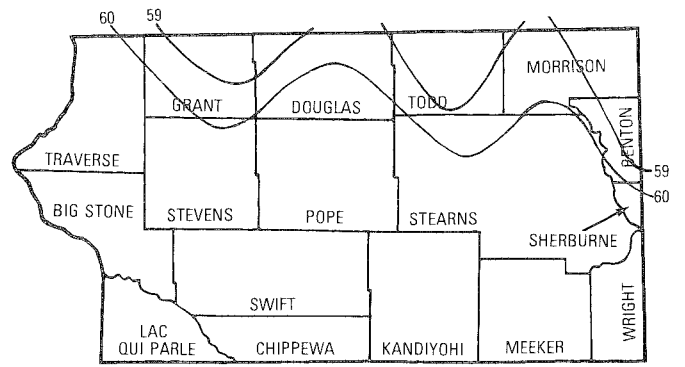 60
59
MORRISON
GRANT
DOUGLAS
TODD
BENTON
TRAVERSE
59
60
BIG STONE
STEVENS
POPE
STEARNS
SHERBURNE
SWIFT
WRIGHT
LAC
QUI PARLE
CHIPPEWA
KANDIYOHI
MEEKER